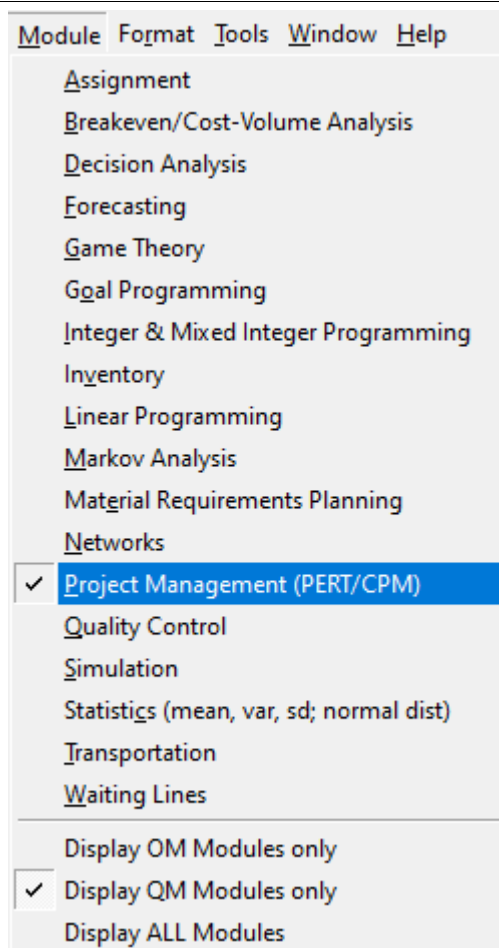 Module Format Tools Window Help
Assignment
Breakeven/Cost-Volume Analysis
Decision Analysis
Forecasting
Game Theory
Goal Programming
Integer & Mixed Integer Programming
Inventory
Linear Programming
Markov Analysis
Material Requirements Planning
Networks
Project Management (PERT/CPM)
Quality Control
Simulation
Statistics (mean, var, sd; normal dist)
Transportation
Waiting Lines
Display OM Modules only
Display QM Modules only
Display ALL Modules